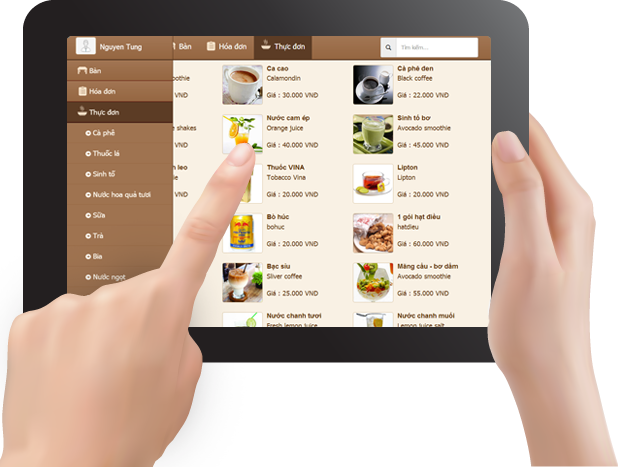 Nguyen Tung
Bàn
Hóa đơn
Thực đơn
Tìm kiếm...
Bàn
Hóa đơn
Thực đơn
Cà phê
Thuốc lá
Sinh tố
Nước hoa quả tươi
Sữa
Trà
Bia
Nước ngọt
VND
shakes
VND
VND
VND
VND
Ca cao
Calamondin
Giá : 30.000 VND
Cà phê đen
Black coffee
Giá : 22.000 VND
Nước cam ép
Orange juice
Giá : 40.000 VND
Sinh tố bơ
Avocado smoothie
Giá : 45.000 VND
Thuốc VINA
Tobacco Vina
Giá : 20.000 VND
Lipton
Lipton
Giá : 20.000 VND
Bò húc
bohuc
Giá : 20.000 VND
1 gói hạt điều
hatdieu
Giá : 60.000 VND
Bạc sỉu
Sliver coffee
Giá : 25.000 VND
Mãng cầu - bơ dầm
Avocado smoothie
Giá : 55.000 VND
Nước chanh tươi
Fresh lemon juice
Nước chanh muối
Lemon juice salt